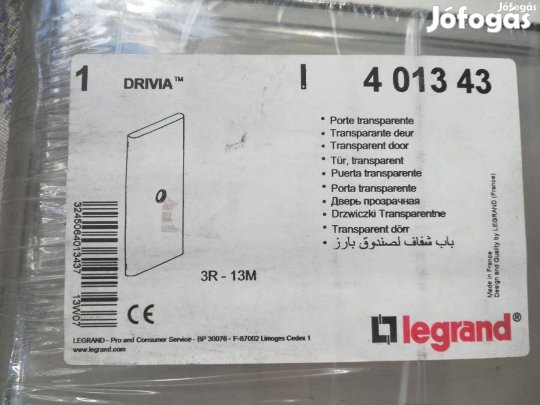 Jófogás
Jófogás
1 DRIVIA™ 4 013 43
• Porte transparente
• Transparante deur
• Transparent door
• Tür, transparent
• Puerta transparente
• Porta transparente
• Дверь прозрачная
• Drzwiczki Transparentne
• Transparent dörr
• باب شفاف لصندوق بارز
3R - 13M
3245064013437
13W07
CE
LEGRAND - Pro and Consumer Service - BP 30076 - F-87002 Limoges Cedex 1
www.legrand.com
legrand®
Made in France
Design and Quality by LEGRAND (France)